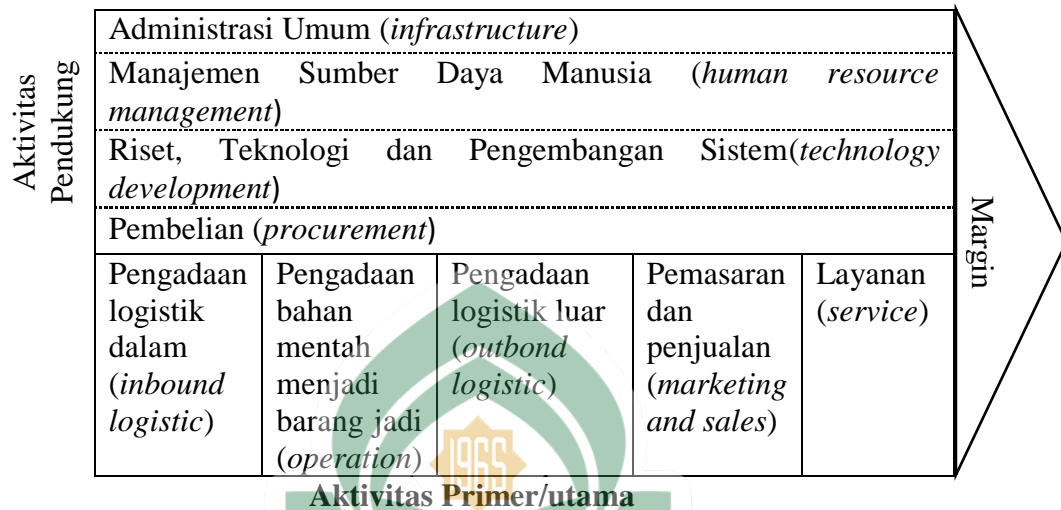 Aktivitas
Pendukung
Administrasi Umum (infrastructure)
Manajemen Sumber Daya Manusia (human resource
management)
Riset, Teknologi dan Pengembangan Sistem(technology
development)
Pembelian (procurement)
Pengadaan
logistik
dalam
(inbound
logistic)
Pengadaan
bahan
mentah
menjadi
barang jadi
(operation)
Pengadaan
logistik luar
(outbond
logistic)
Pemasaran
dan
penjualan
(marketing
and sales)
Layanan
(service)
Margin
1965
Aktivitas Primer/utama